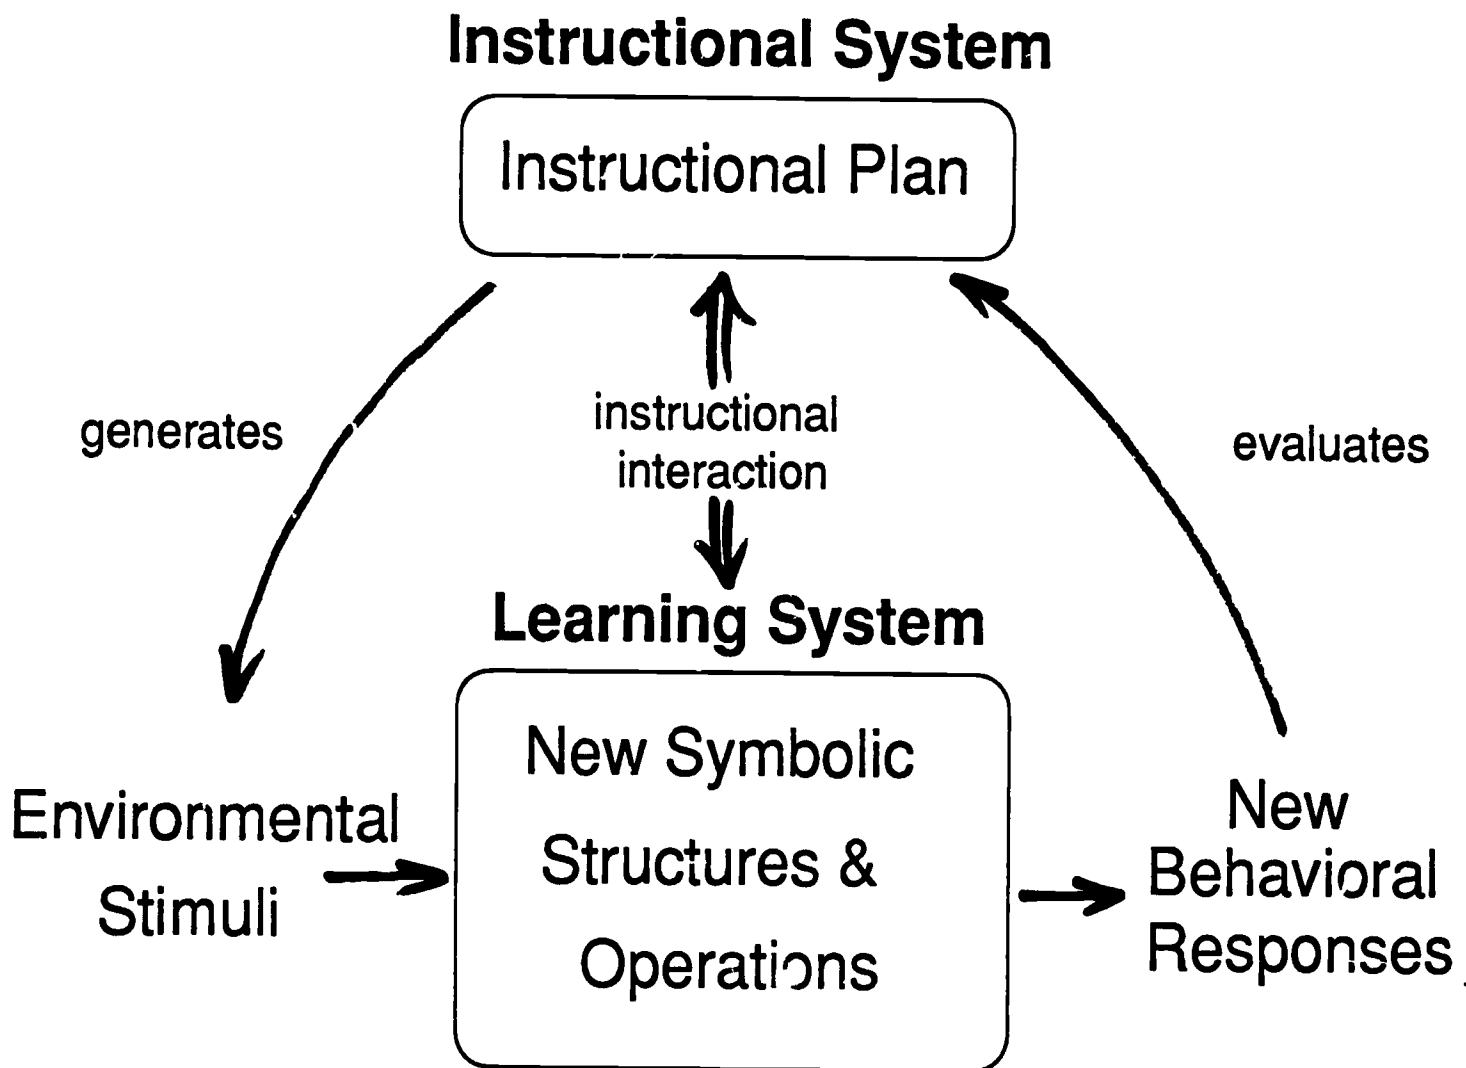 Instructional System
Instructional Plan
generates
instructional
interaction
evaluates
Learning System
New Symbolic
Structures &
Operations
Environmental
Stimuli
New
Behavioral
Responses